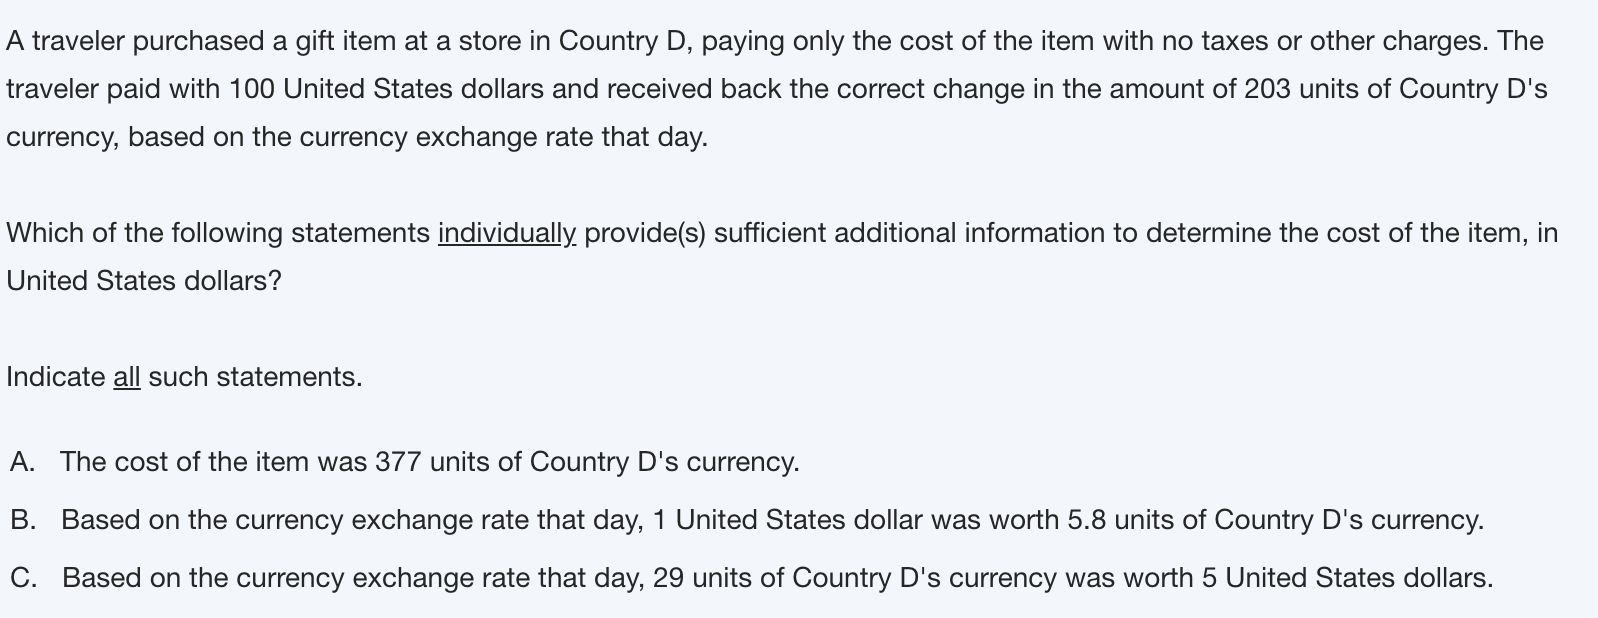 A traveler purchased a gift item at a store in Country D, paying only the cost of the item with no taxes or other charges. The
traveler paid with 100 United States dollars and received back the correct change in the amount of 203 units of Country D's
currency, based on the currency exchange rate that day.
Which of the following statements individually provide(s) sufficient additional information to determine the cost of the item, in
United States dollars?
Indicate all such statements.
A. The cost of the item was 377 units of Country D's currency.
B. Based on the currency exchange rate that day, 1 United States dollar was worth 5.8 units of Country D's currency.
C. Based on the currency exchange rate that day, 29 units of Country D's currency was worth 5 United States dollars.